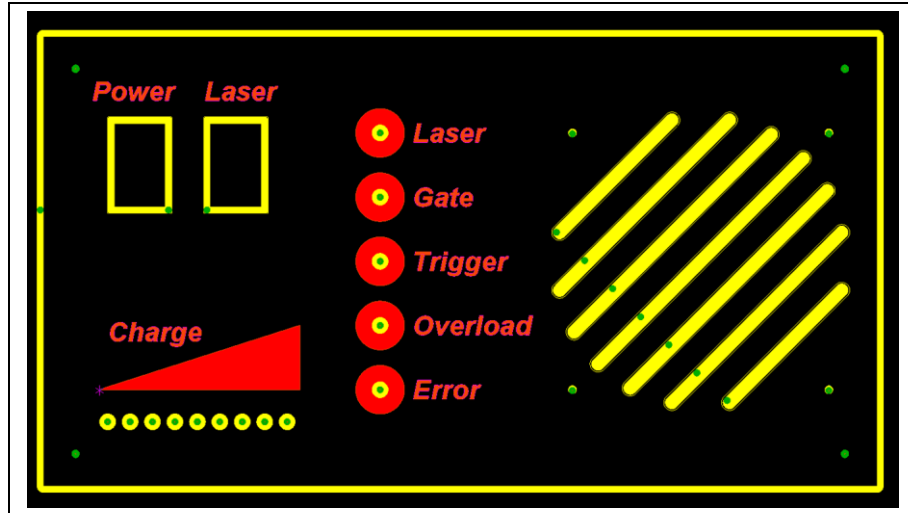 Power Laser
Laser
Gate
Trigger
Overload
Error
Charge